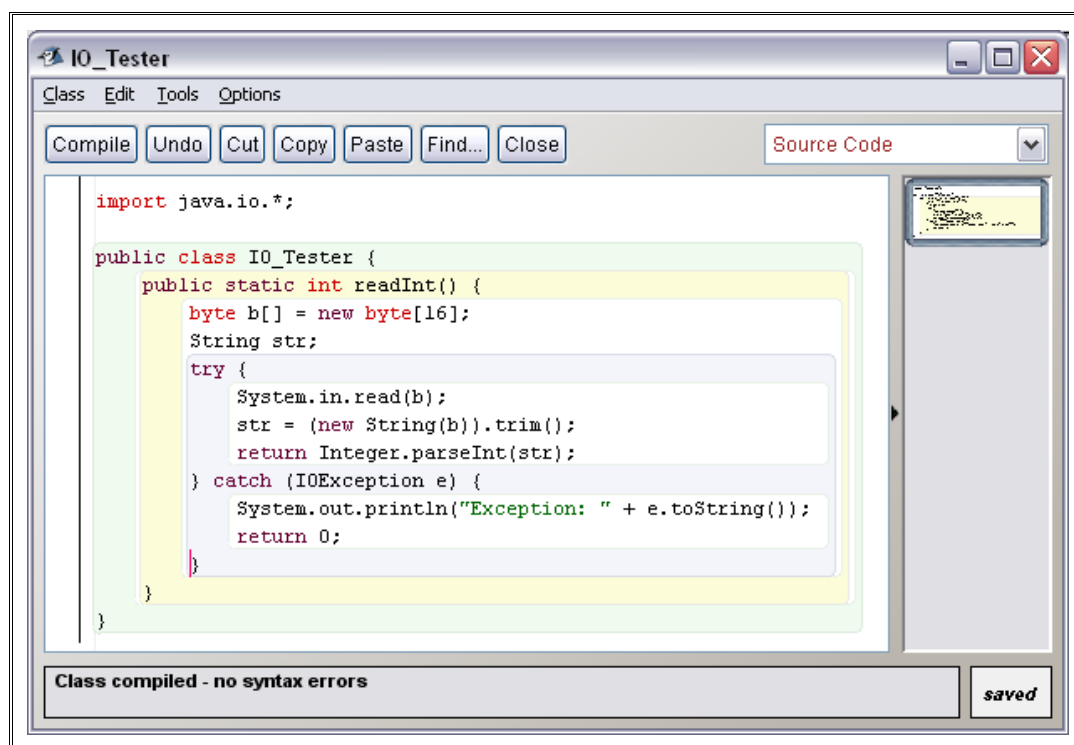 IO_Tester
Class Edit Tools Options
Compile Undo Cut Copy Paste Find... Close Source Code
import java.io.*;
public class IO_Tester {
public static int readInt() {
byte b[] = new byte[16];
String str;
try {
System.in.read(b);
str = (new String(b)).trim();
return Integer.parseInt(str);
} catch (IOException e) {
System.out.println("Exception: " + e.toString());
return 0;
}
}
}
Class compiled - no syntax errors
saved